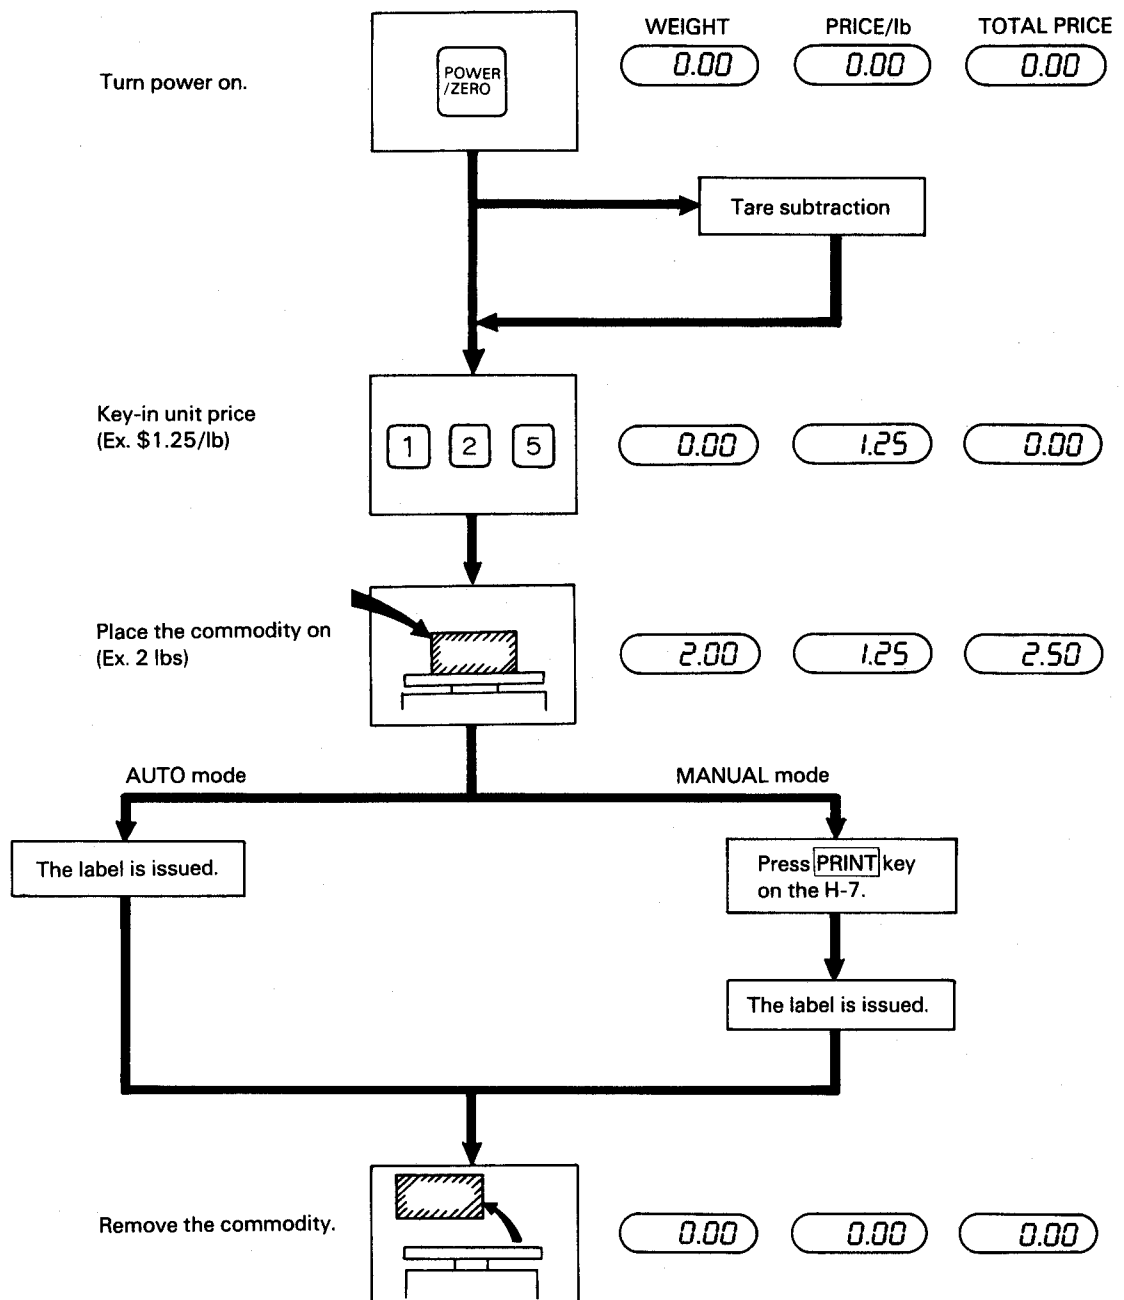 WEIGHT PRICE/lb TOTAL PRICE
Turn power on.
POWER
/ZERO
0.00 0.00 0.00
Tare subtraction
Key-in unit price
(Ex. $1.25/lb)
1 2 5
0.00 1.25 0.00
Place the commodity on
(Ex. 2 lbs)
2.00 1.25 2.50
AUTO mode
MANUAL mode
The label is issued.
Press PRINT key
on the H-7.
The label is issued.
Remove the commodity.
0.00 0.00 0.00